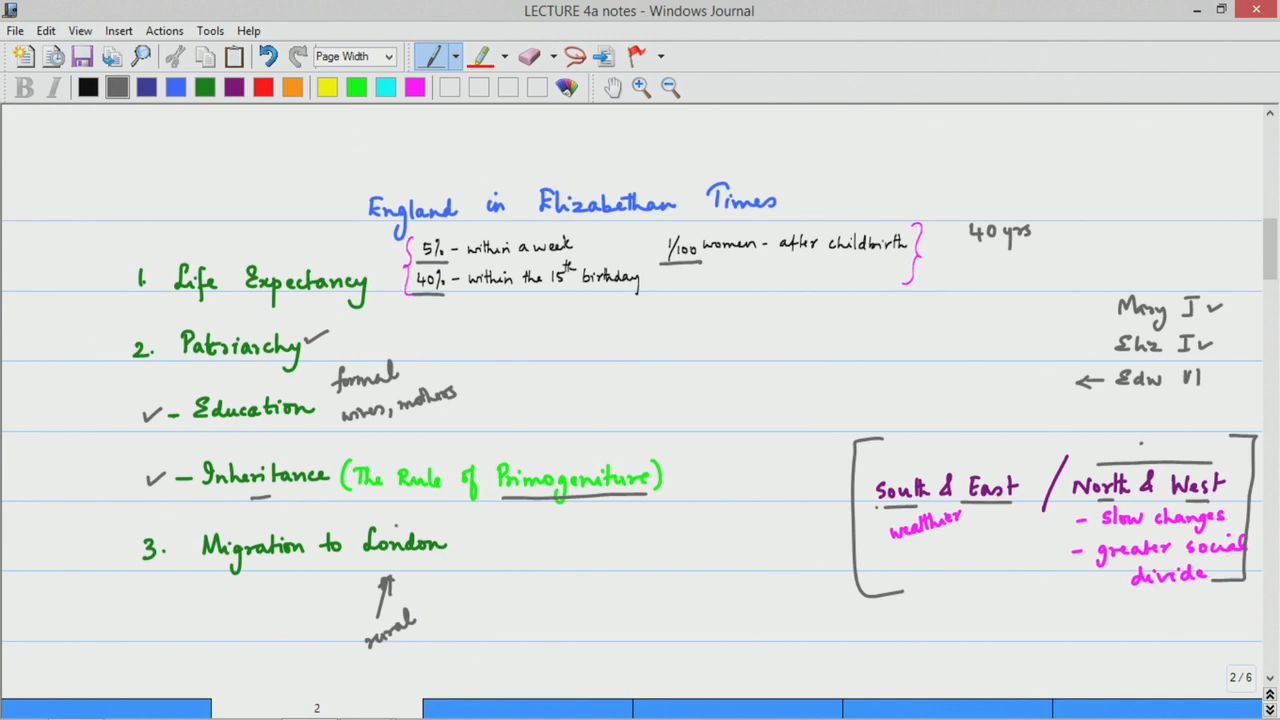 LECTURE 4a notes - Windows Journal
File Edit View Insert Actions Tools Help
Page Width
B I
England in Elizabethan Times
5% - within a week 1/100 women - after childbirth 40 yrs
1. Life Expectancy 40% - within the 15th birthday
Mary I
2. Patriarchy
Eliz I
formal
← Edw VI
- Education wives, mothers
- Inheritance (The Rule of Primogeniture)
South & East / North & West
wealthier - slow changes
3. Migration to London
- greater social
divide
rural
2 / 6
2